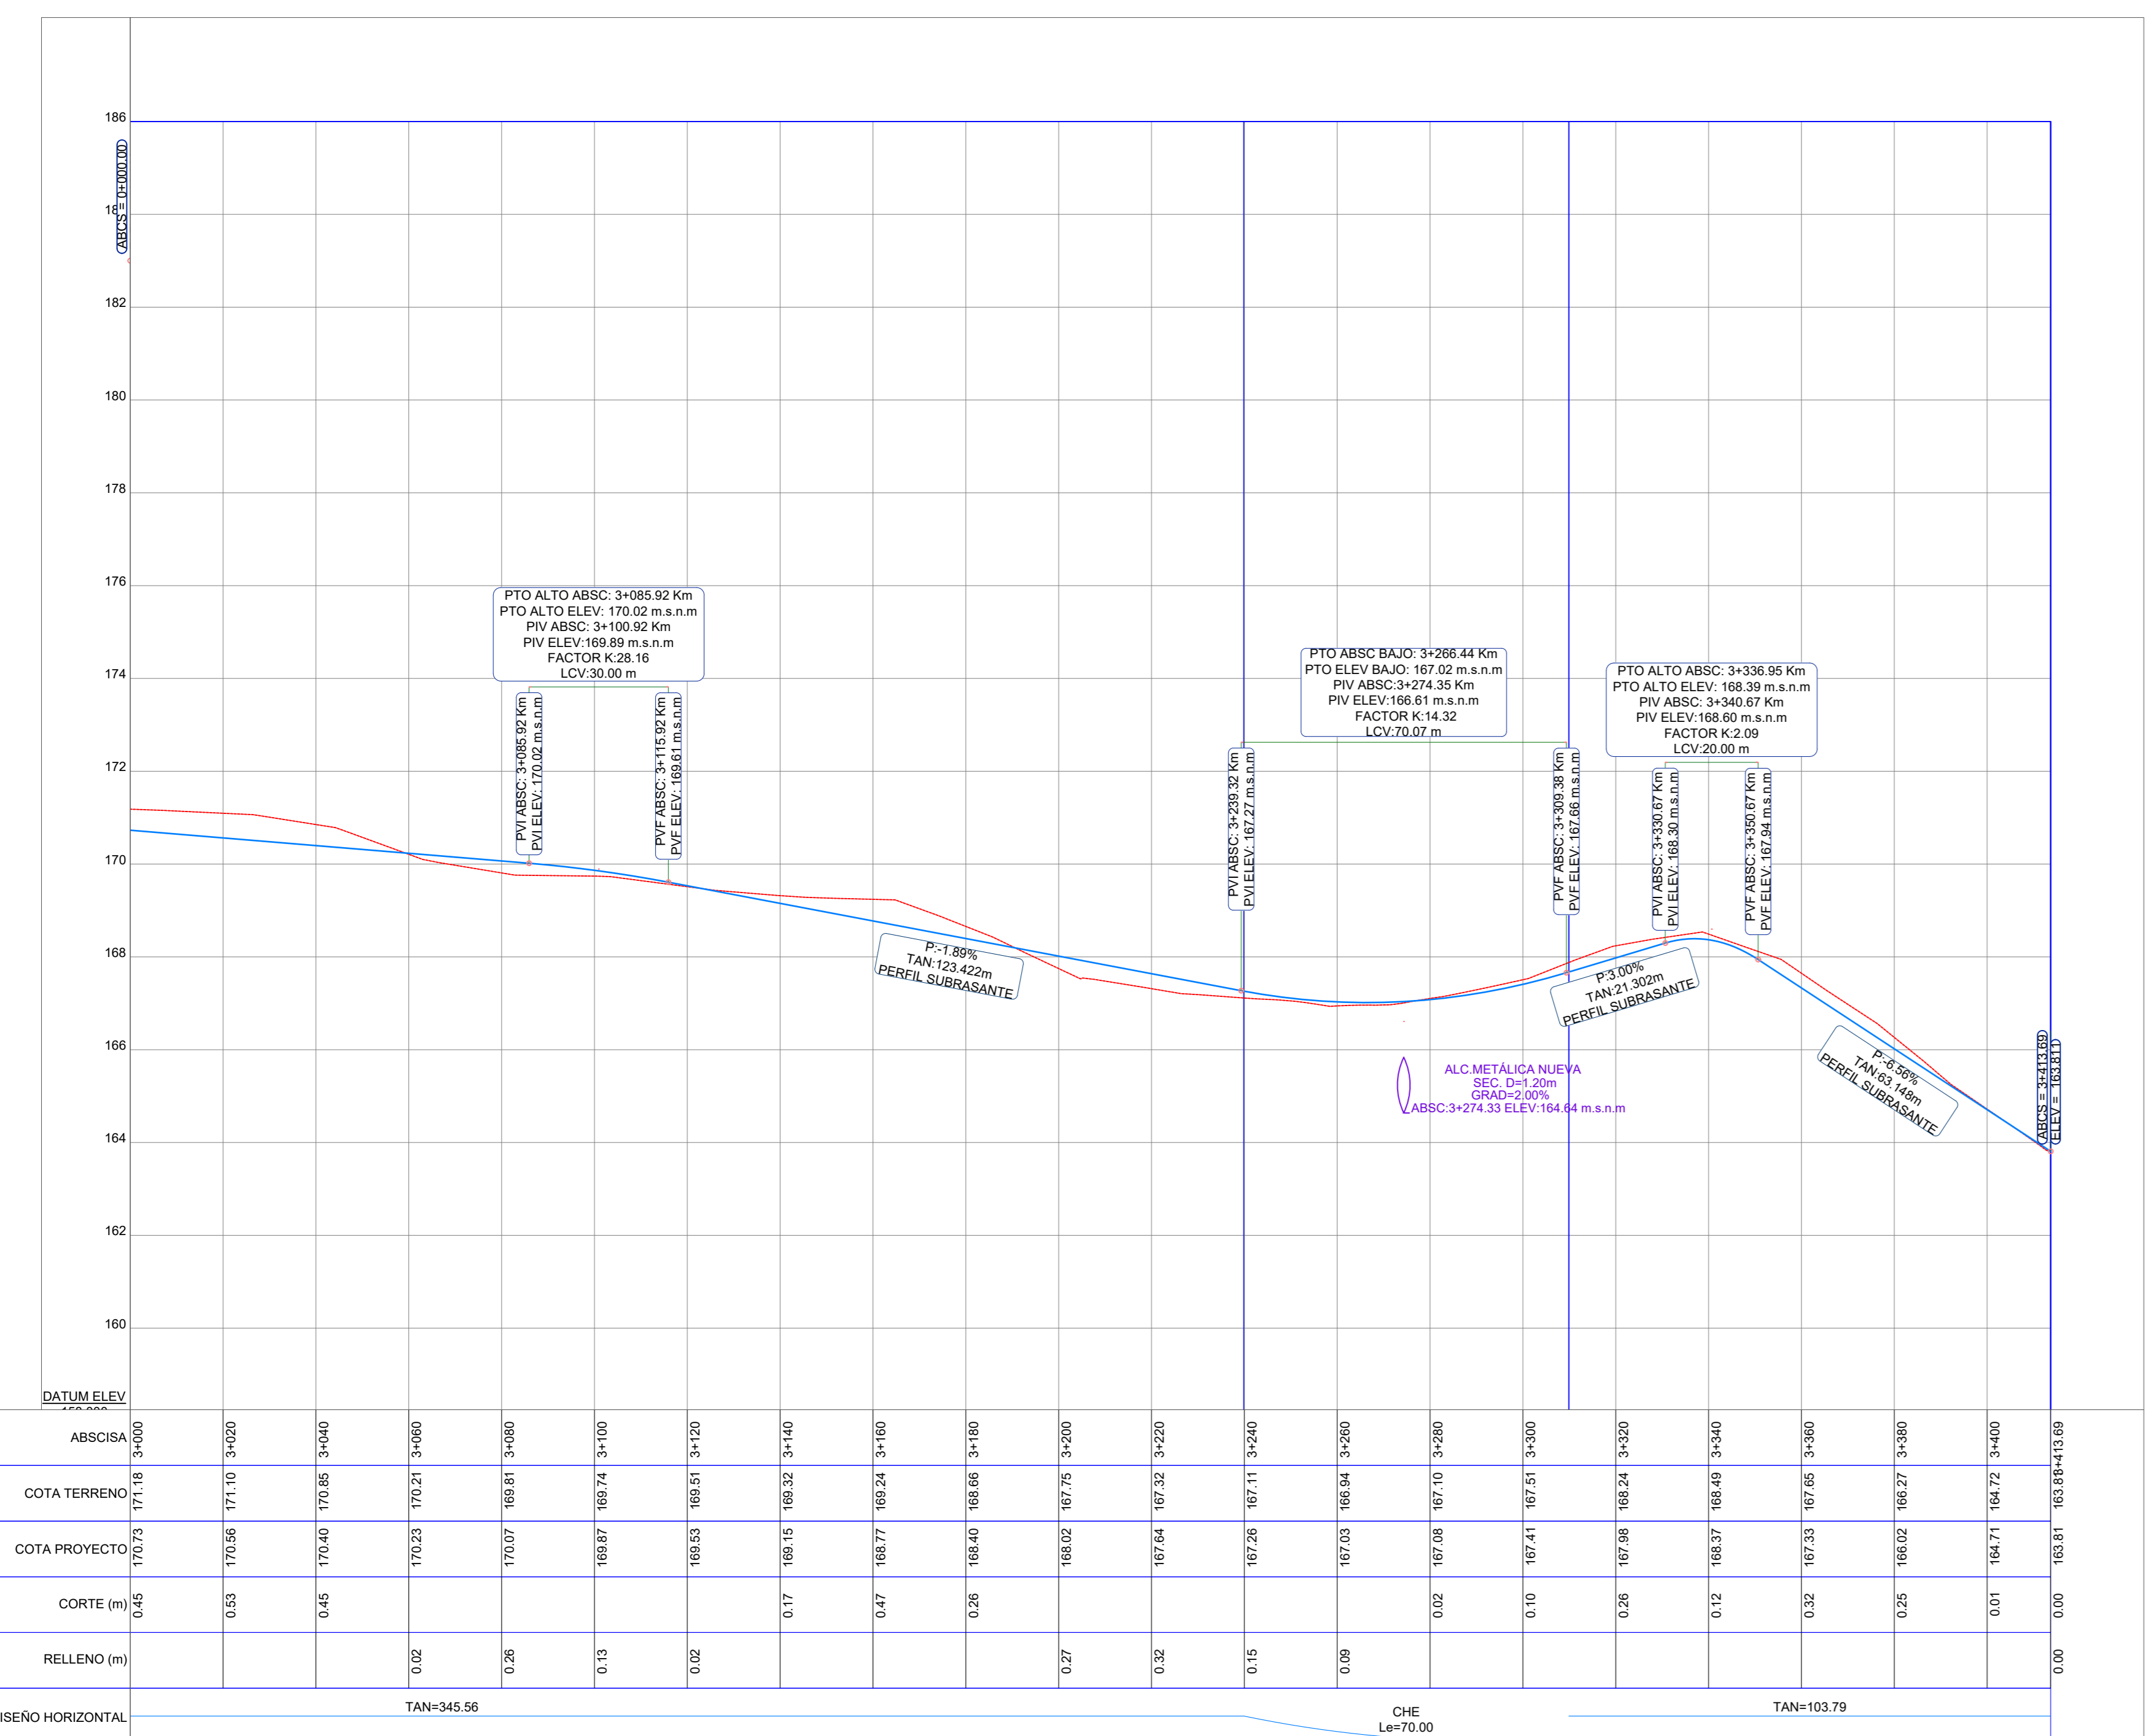 186
18
ABCS = 0+000.00
182
180
178
176
174
172
170
168
166
164
162
160
PTO ALTO ABSC: 3+085.92 Km
PTO ALTO ELEV: 170.02 m.s.n.m
PIV ABSC: 3+100.92 Km
PIV ELEV:169.89 m.s.n.m
FACTOR K:28.16
LCV:30.00 m
PVI ABSC: 3+085.92 Km
PVI ELEV: 170.02 m.s.n.m
PVF ABSC: 3+115.92 Km
PVF ELEV: 169.61 m.s.n.m
P:-1.89%
TAN:123.422m
PERFIL SUBRASANTE
PTO ABSC BAJO: 3+266.44 Km
PTO ELEV BAJO: 167.02 m.s.n.m
PIV ABSC:3+274.35 Km
PIV ELEV:166.61 m.s.n.m
FACTOR K:14.32
LCV:70.07 m
PVI ABSC: 3+239.32 Km
PVI ELEV: 167.27 m.s.n.m
PVF ABSC: 3+309.38 Km
PVF ELEV: 167.66 m.s.n.m
PTO ALTO ABSC: 3+336.95 Km
PTO ALTO ELEV: 168.39 m.s.n.m
PIV ABSC: 3+340.67 Km
PIV ELEV:168.60 m.s.n.m
FACTOR K:2.09
LCV:20.00 m
PVI ABSC: 3+330.67 Km
PVI ELEV: 168.30 m.s.n.m
PVF ABSC: 3+350.67 Km
PVF ELEV: 167.94 m.s.n.m
P:3.00%
TAN:21.302m
PERFIL SUBRASANTE
P:-6.56%
TAN:63.148m
PERFIL SUBRASANTE
ALC.METÁLICA NUEVA
SEC. D=1.20m
GRAD=2.00%
ABSC:3+274.33 ELEV:164.64 m.s.n.m
ABCS = 3+413.69
ELEV = 163.811
DATUM ELEV
ABSCISA 3+000 3+020 3+040 3+060 3+080 3+100 3+120 3+140 3+160 3+180 3+200 3+220 3+240 3+260 3+280 3+300 3+320 3+340 3+360 3+380 3+400 3+413.69
COTA TERRENO 171.18 171.10 170.85 170.21 169.81 169.74 169.51 169.32 169.24 168.66 167.75 167.32 167.11 166.94 167.10 167.51 168.24 168.49 167.65 166.27 164.72 163.81
COTA PROYECTO 170.73 170.56 170.40 170.23 170.07 169.87 169.53 169.15 168.77 168.40 168.02 167.64 167.26 167.03 167.08 167.41 167.98 168.37 167.33 166.02 164.71 163.81
CORTE (m) 0.45 0.53 0.45 0.17 0.47 0.26 0.02 0.10 0.26 0.12 0.32 0.25 0.01 0.00
RELLENO (m) 0.02 0.26 0.13 0.02 0.27 0.32 0.15 0.09 0.00
ISEÑO HORIZONTAL TAN=345.56 CHE TAN=103.79
Le=70.00